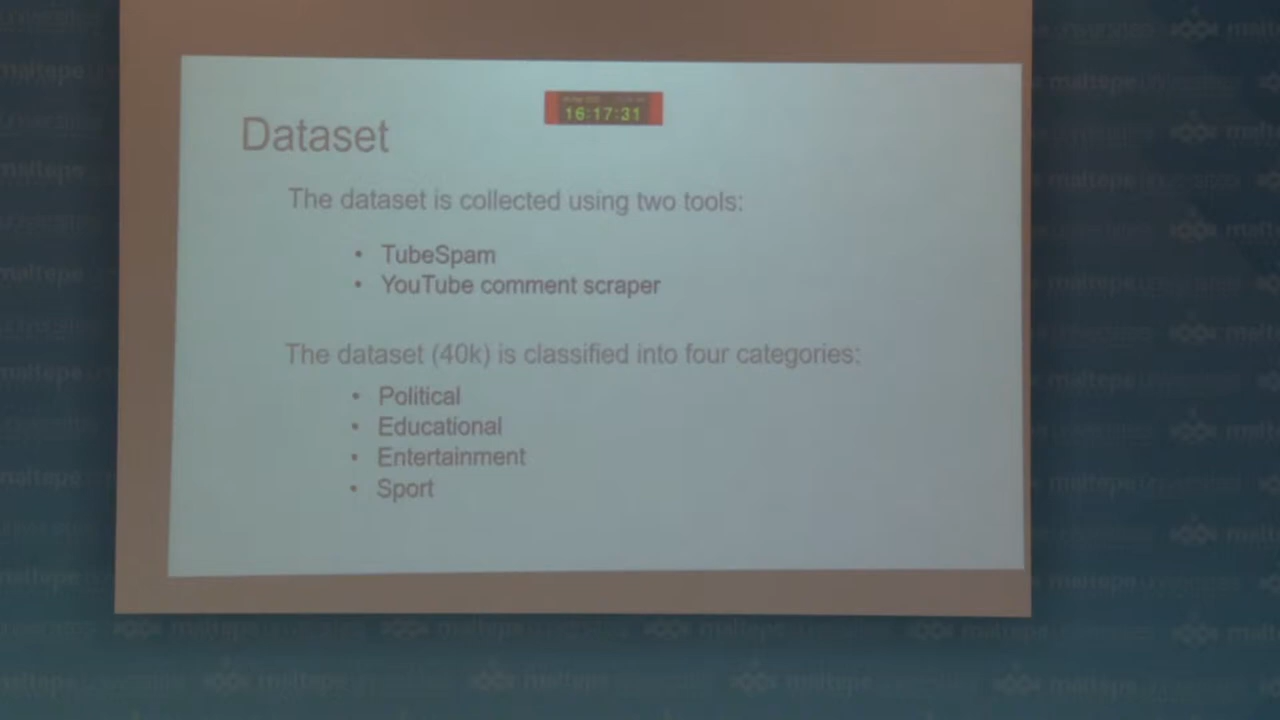 16:17:31
Dataset
The dataset is collected using two tools:
• TubeSpam
• YouTube comment scraper
The dataset (40k) is classified into four categories:
• Political
• Educational
• Entertainment
• Sport
maltepe